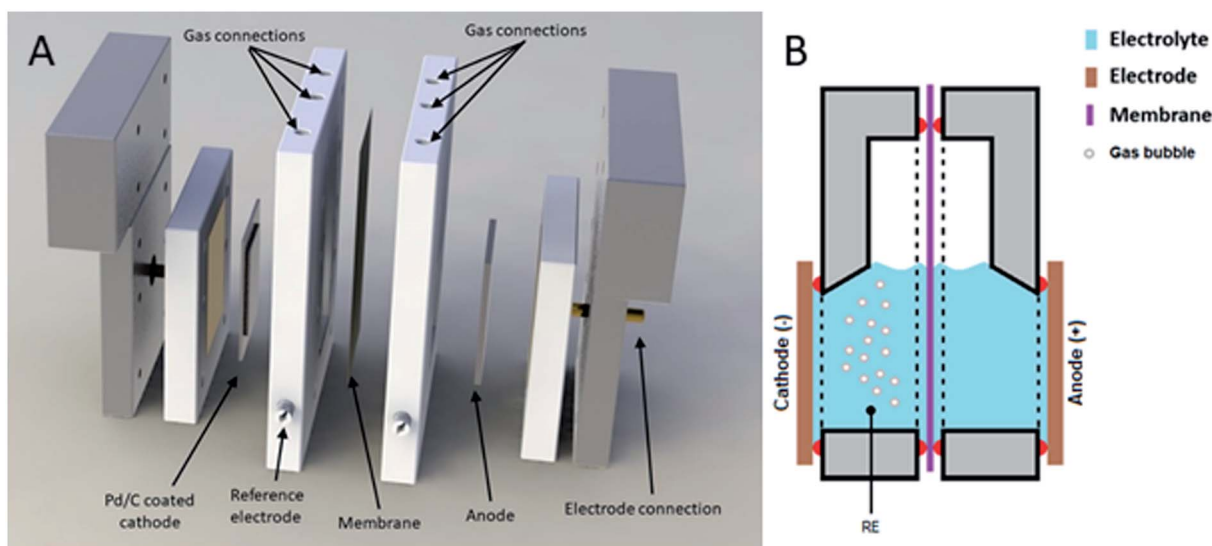 A
Gas connections
Gas connections
Pd/C coated
cathode
Reference
electrode
Membrane
Anode
Electrode connection
B
Electrolyte
Electrode
Membrane
Gas bubble
Cathode (-)
Anode (+)
RE